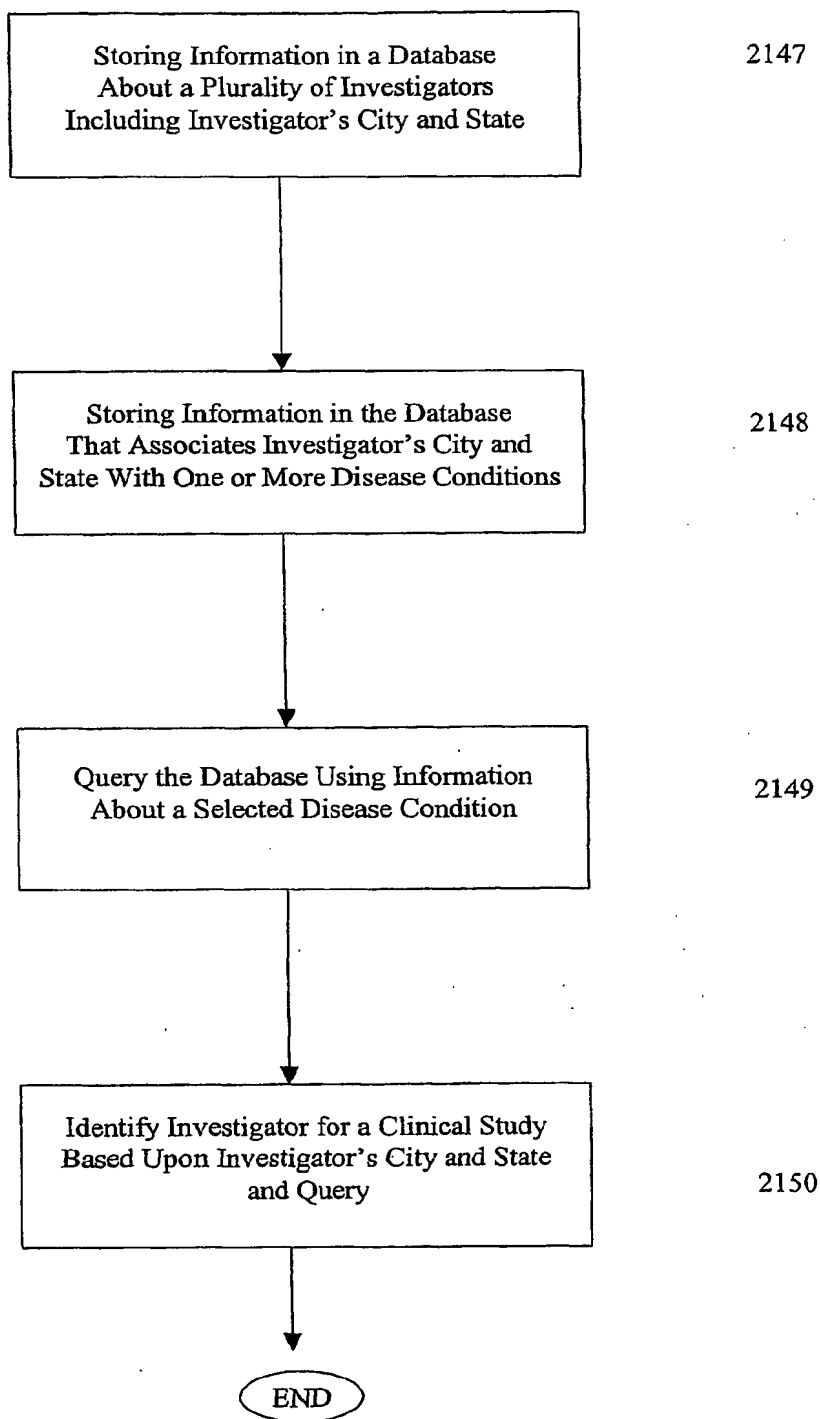 Storing Information in a Database
About a Plurality of Investigators
Including Investigator's City and State
2147
Storing Information in the Database
That Associates Investigator's City and
State With One or More Disease Conditions
2148
Query the Database Using Information
About a Selected Disease Condition
2149
Identify Investigator for a Clinical Study
Based Upon Investigator's City and State
and Query
2150
END